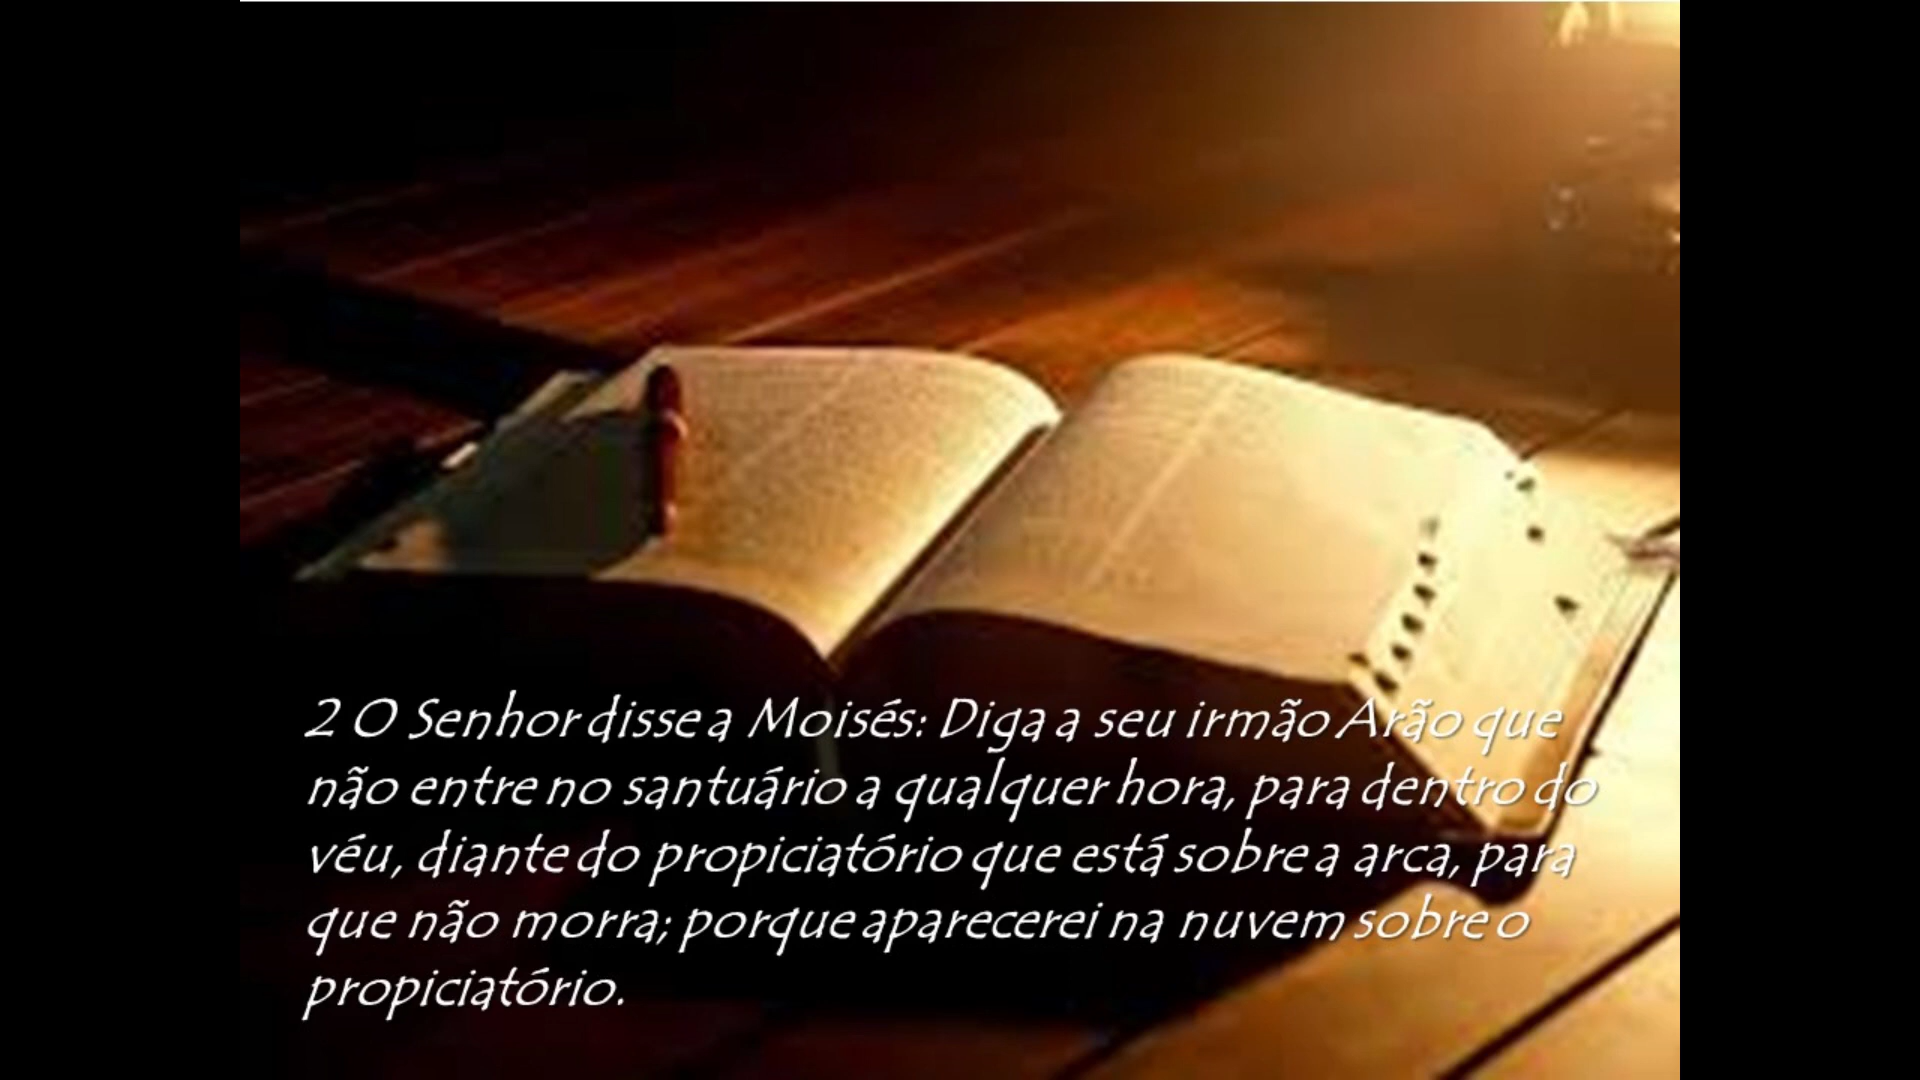 2 O Senhor disse a Moisés: Diga a seu irmão Arão que
não entre no santuário a qualquer hora, para dentro do
véu, diante do propiciatório que está sobre a arca, para
que não morra; porque aparecerei na nuvem sobre o
propiciatório.